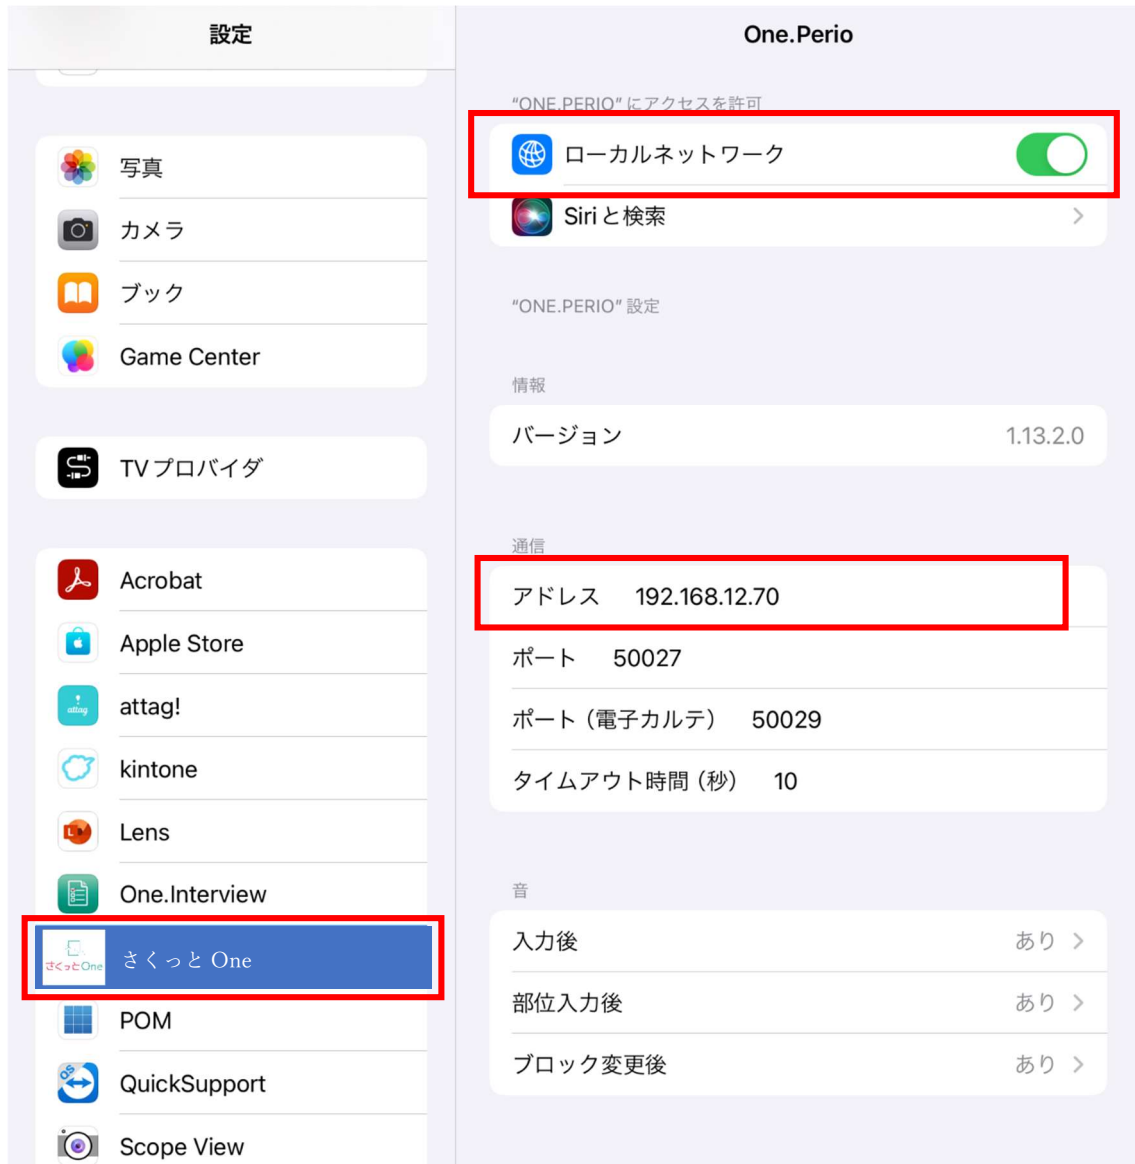 設定
写真
カメラ
ブック
Game Center
TVプロバイダ
Acrobat
Apple Store
attag
attag!
kintone
Lens
One.Interview
さくっとOne
さくっと One
POM
QS
QuickSupport
Scope View
One.Perio
“ONE.PERIO” にアクセスを許可
ローカルネットワーク
Siriと検索
“ONE.PERIO” 設定
情報
バージョン 1.13.2.0
通信
アドレス 192.168.12.70
ポート 50027
ポート（電子カルテ） 50029
タイムアウト時間（秒） 10
音
入力後 あり
部位入力後 あり
ブロック変更後 あり